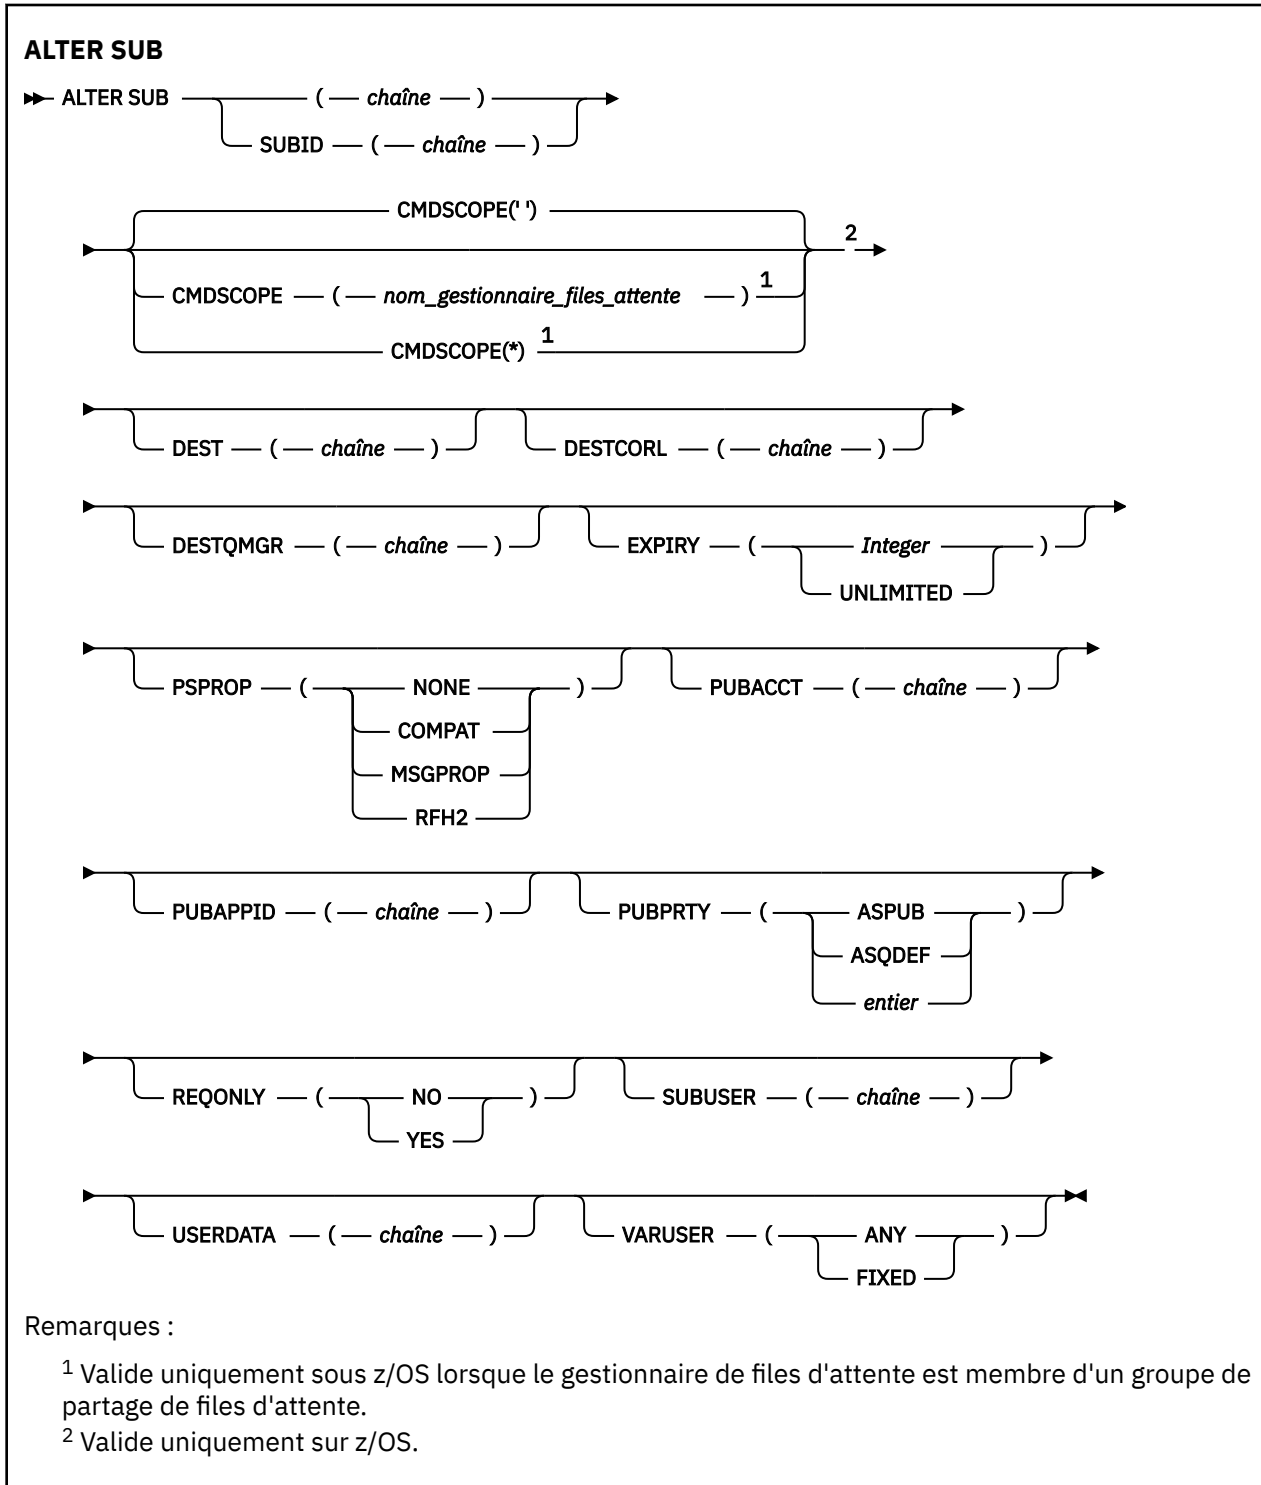 ALTER SUB
ALTER SUB ( chaîne )
SUBID ( chaîne )
CMDSCOPE(' ')
2
CMDSCOPE ( nom_gestionnaire_files_attente ) 1
CMDSCOPE(*) 1
DEST ( chaîne ) DESTCORL ( chaîne )
DESTQMGR ( chaîne ) EXPIRY ( Integer )
UNLIMITED
PSPROP ( NONE ) PUBACCT ( chaîne )
COMPAT
MSGPROP
RFH2
PUBAPPID ( chaîne ) PUBPRTY ( ASPUB )
ASQDEF
entier
REQONLY ( NO ) SUBUSER ( chaîne )
YES
USERDATA ( chaîne ) VARUSER ( ANY )
FIXED
Remarques :
1 Valide uniquement sous z/OS lorsque le gestionnaire de files d'attente est membre d'un groupe de
partage de files d'attente.
2 Valide uniquement sur z/OS.